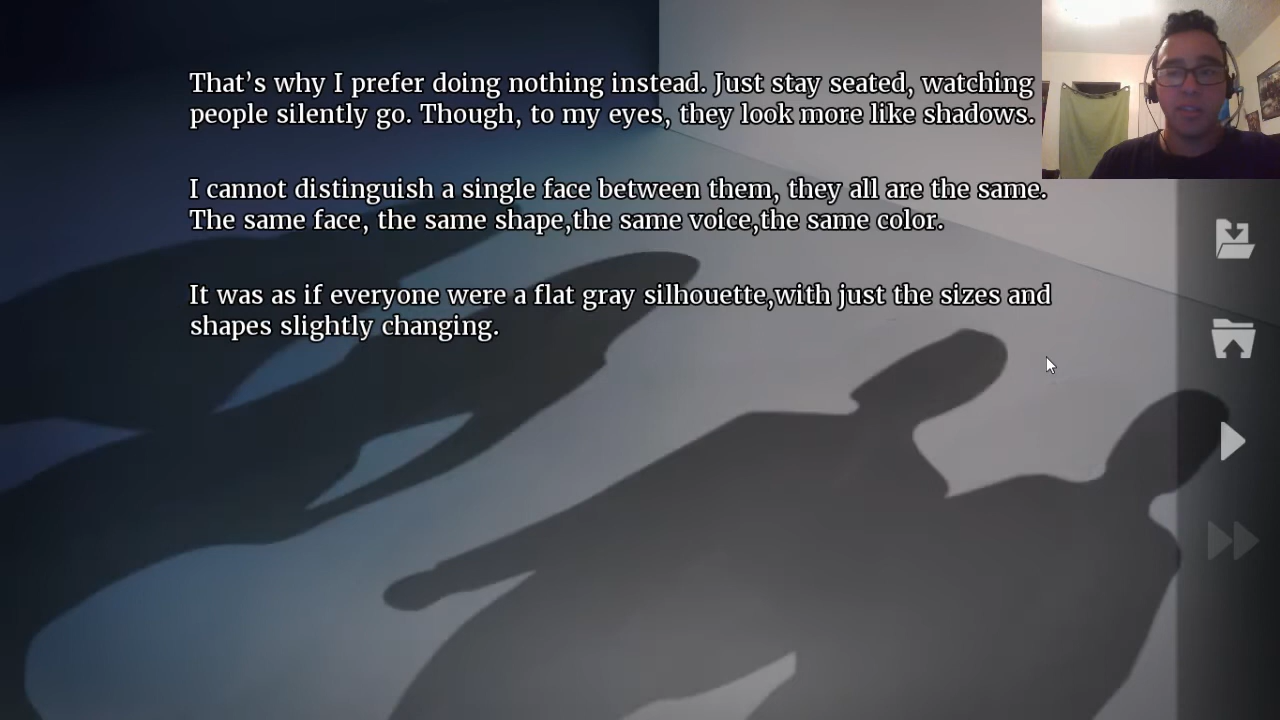 That’s why I prefer doing nothing instead. Just stay seated, watching
people silently go. Though, to my eyes, they look more like shadows.
I cannot distinguish a single face between them, they all are the same.
The same face, the same shape,the same voice,the same color.
It was as if everyone were a flat gray silhouette,with just the sizes and
shapes slightly changing.